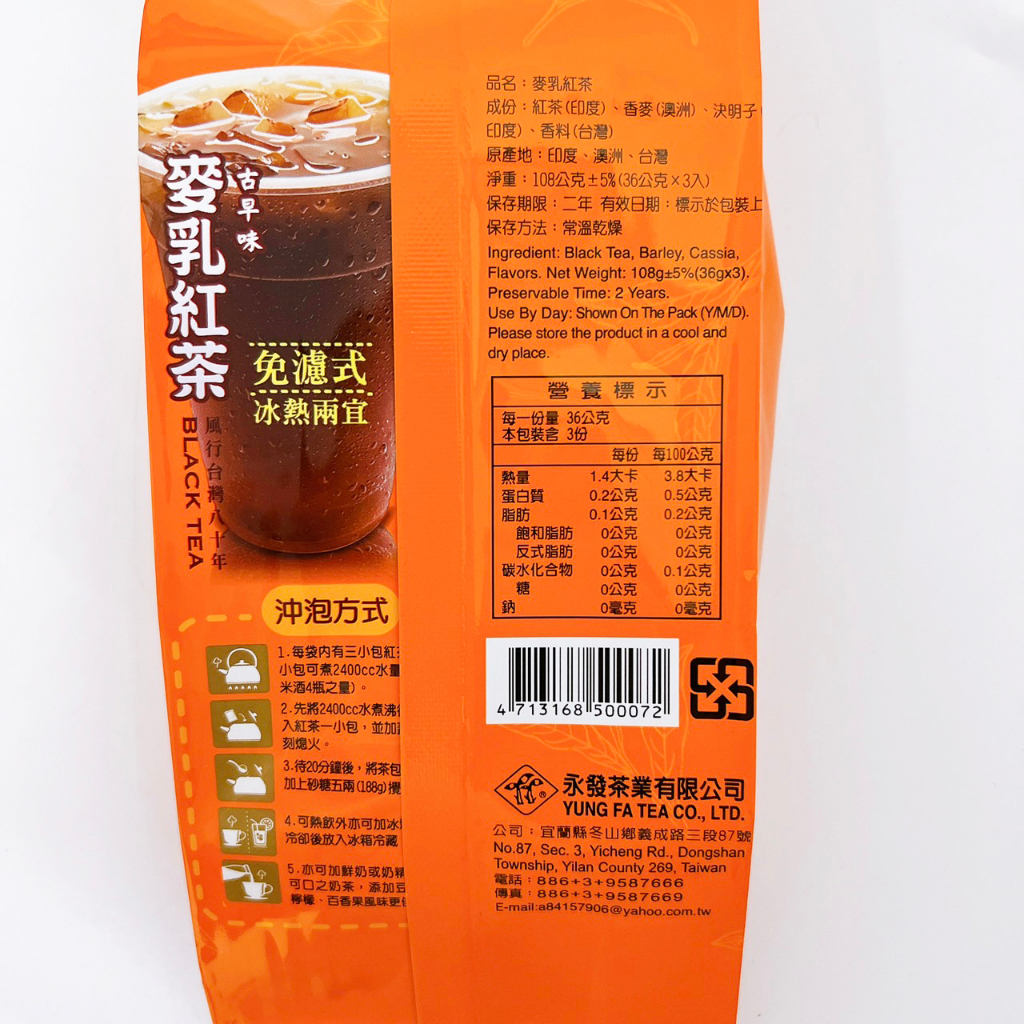 古早味
麥乳紅茶
免濾式
冰熱兩宜
風行台灣八十年
BLACK TEA
沖泡方式
1.每袋內有三小包紅
小包可煮2400cc水量
米酒4瓶之量)。
2.先將2400cc水煮沸
入紅茶一小包，並加
刻熄火。
3.待20分鐘後，將茶包
加上砂糖五兩(188g)攪
4.可熱飲外亦可加冰
冷卻後放入冰箱冷藏
5.亦可加鮮奶或奶精
可口之奶茶，添加
檸檬、百香果風味更
品名：麥乳紅茶
成份：紅茶(印度)、香麥(澳洲)、決明子(
印度)、香料(台灣)
原產地：印度、澳洲、台灣
淨重：108公克±5%(36公克×3入)
保存期限：二年 有效日期：標示於包裝上
保存方法：常溫乾燥
Ingredient: Black Tea, Barley, Cassia,
Flavors. Net Weight: 108g±5%(36gx3).
Preservable Time: 2 Years.
Use By Day: Shown On The Pack (Y/M/D).
Please store the product in a cool and
dry place.
營養標示
每一份量 36公克
本包裝含 3份
每份 每100公克
熱量 1.4大卡 3.8大卡
蛋白質 0.2公克 0.5公克
脂肪 0.1公克 0.2公克
飽和脂肪 0公克 0公克
反式脂肪 0公克 0公克
碳水化合物 0公克 0.1公克
糖 0公克 0公克
鈉 0毫克 0毫克
4 713168 500072
永發茶業有限公司
YUNG FA TEA CO., LTD.
公司：宜蘭縣冬山鄉義成路三段87號
No.87, Sec. 3, Yicheng Rd., Dongshan
Township, Yilan County 269, Taiwan
電話：886+3+9587666
傳真：886+3+9587669
E-mail:a84157906@yahoo.com.tw